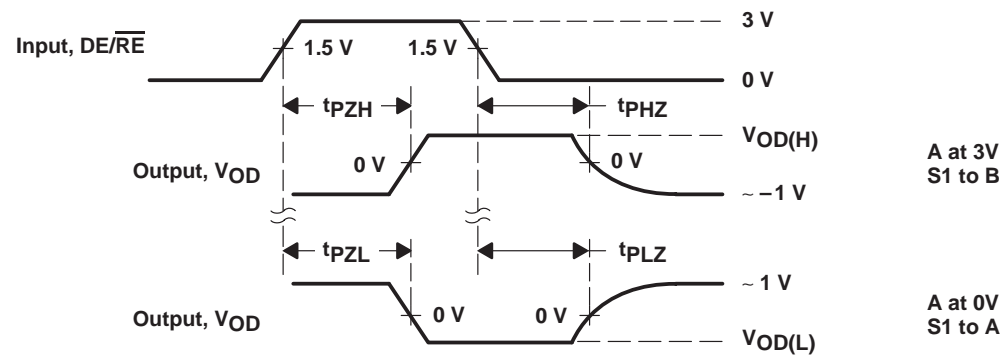 3 V
Input, DE/RE
1.5 V
1.5 V
0 V
tPZH
tPHZ
VOD(H)
0 V
0 V
A at 3V
Output, VOD
S1 to B
~ –1 V
tPZL
tPLZ
~ 1 V
A at 0V
Output, VOD
0 V
0 V
S1 to A
VOD(L)